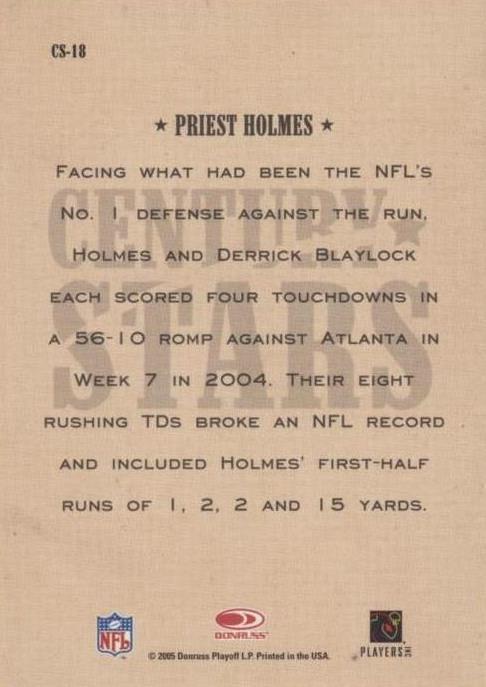 CS-18
★ PRIEST HOLMES ★
FACING WHAT HAD BEEN THE NFL'S
NO. 1 DEFENSE AGAINST THE RUN,
HOLMES AND DERRICK BLAYLOCK
EACH SCORED FOUR TOUCHDOWNS IN
A 56-10 ROMP AGAINST ATLANTA IN
WEEK 7 IN 2004. THEIR EIGHT
RUSHING TDS BROKE AN NFL RECORD
AND INCLUDED HOLMES' FIRST-HALF
RUNS OF 1, 2, 2 AND 15 YARDS.
CENTURY★
STARS
NFL
DONRUSS
PLAYERS INC
© 2005 Donruss Playoff L.P. Printed in the USA.